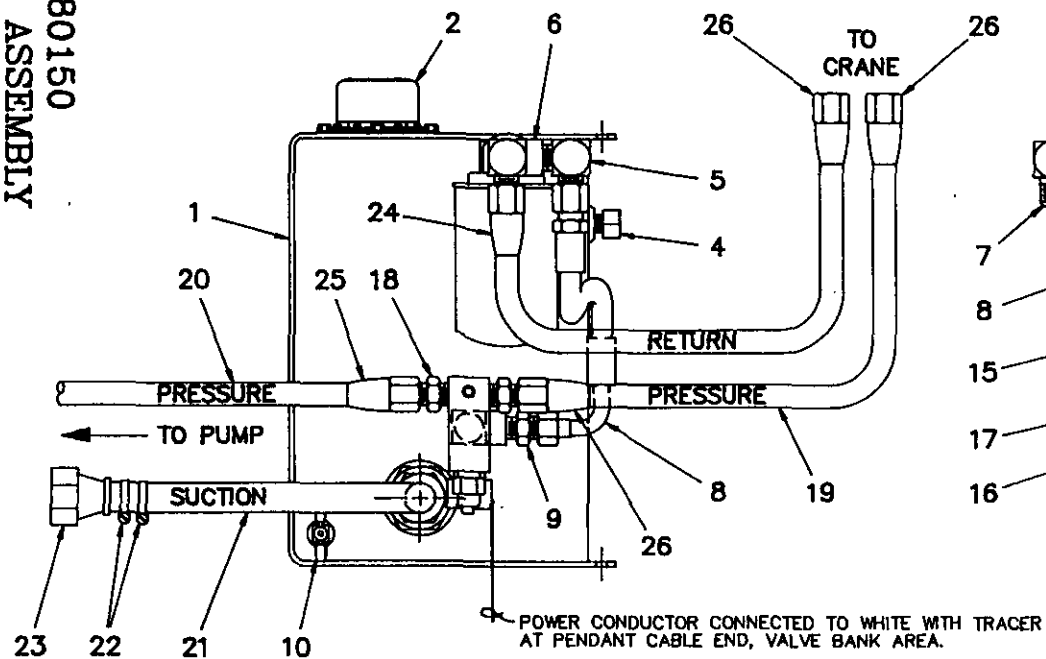 80150
ASSEMBLY
2
6
26
TO
CRANE
26
5
1
24
4
7
20
25
18
RETURN
8
PRESSURE
PRESSURE
15
TO PUMP
17
SUCTION
9
8
19
16
26
23
22
21
10
POWER CONDUCTOR CONNECTED TO WHITE WITH TRACER
AT PENDANT CABLE END, VALVE BANK AREA.